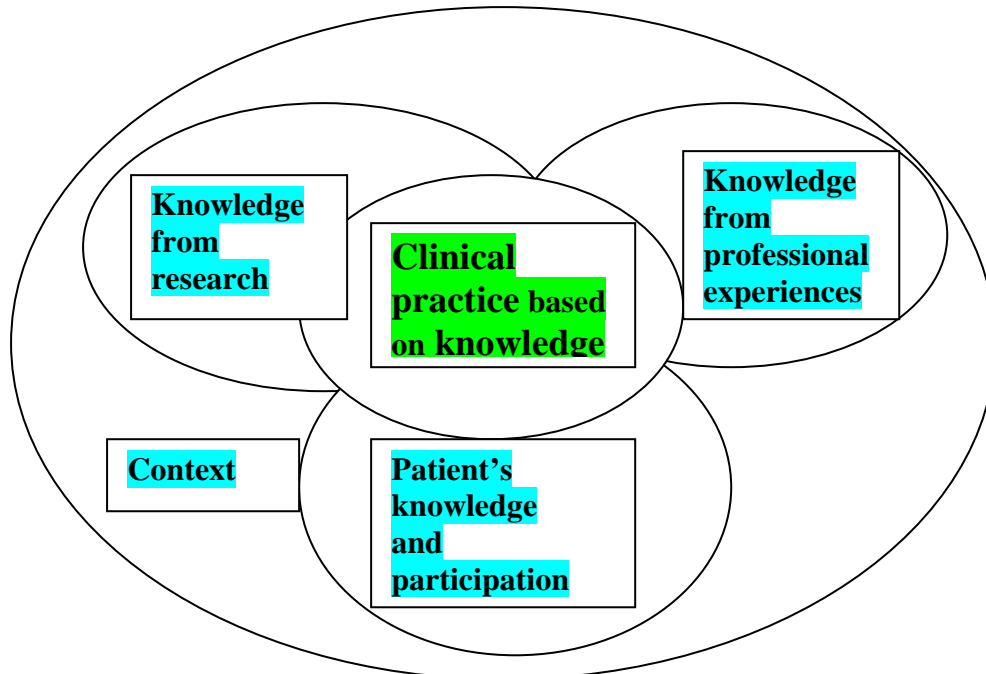 Knowledge
from
research
Clinical
practice based
on knowledge
Knowledge
from
professional
experiences
Context
Patient’s
knowledge
and
participation